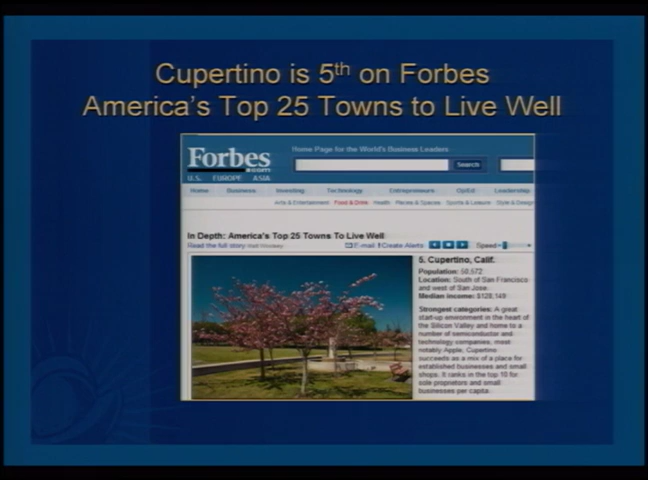 Cupertino is 5th on Forbes
America's Top 25 Towns to Live Well
Forbes
.com
Home Page for the World's Business Leaders
Search
U.S. EUROPE ASIA
Home Business Investing Technology Entrepreneurs Op/Ed Leadership
Arts & Entertainment Food & Drink Health Places & Spaces Sports & Leisure Style & Design
In Depth: America's Top 25 Towns To Live Well
Read the full story
E-mail Create Alerts Speed
5. Cupertino, Calif.
Population: 50,572
Location: South of San Francisco
and west of San Jose
Median income: $128,149
Strongest categories: A great
start-up environment in the heart of
the Silicon Valley and home to a
number of semiconductor and
technology companies, most
notably Apple, Cupertino
succeeds as a mix of a place for
established businesses and small
shops. It ranks in the top 10 for
sole proprietors and small
businesses per capita.